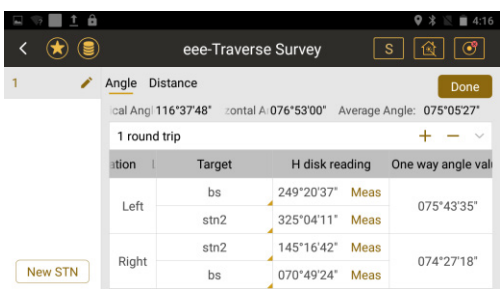 4:16
eee-Traverse Survey
S
1
Angle Distance
Done
ical Angl 116°37'48" zontal A 076°53'00" Average Angle: 075°05'27"
1 round trip
ation Target H disk reading One way angle val
Left
bs 249°20'37" Meas
075°43'35"
stn2 325°04'11" Meas
Right
stn2 145°16'42" Meas
074°27'18"
bs 070°49'24" Meas
New STN